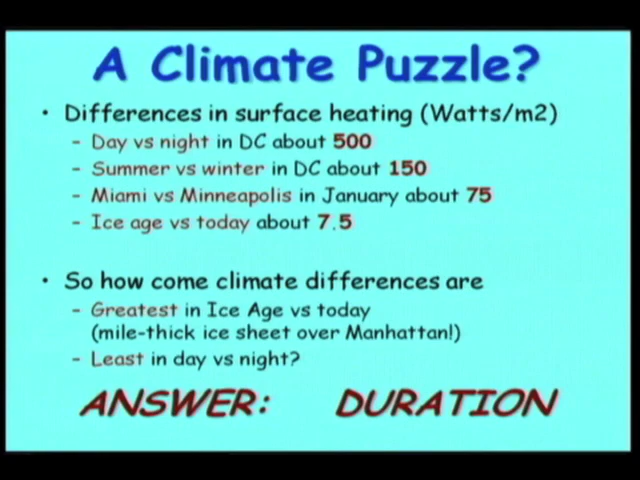 A Climate Puzzle?
• Differences in surface heating (Watts/m2)
- Day vs night in DC about 500
- Summer vs winter in DC about 150
- Miami vs Minneapolis in January about 75
- Ice age vs today about 7.5
• So how come climate differences are
- Greatest in Ice Age vs today
(mile-thick ice sheet over Manhattan!)
- Least in day vs night?
ANSWER: DURATION